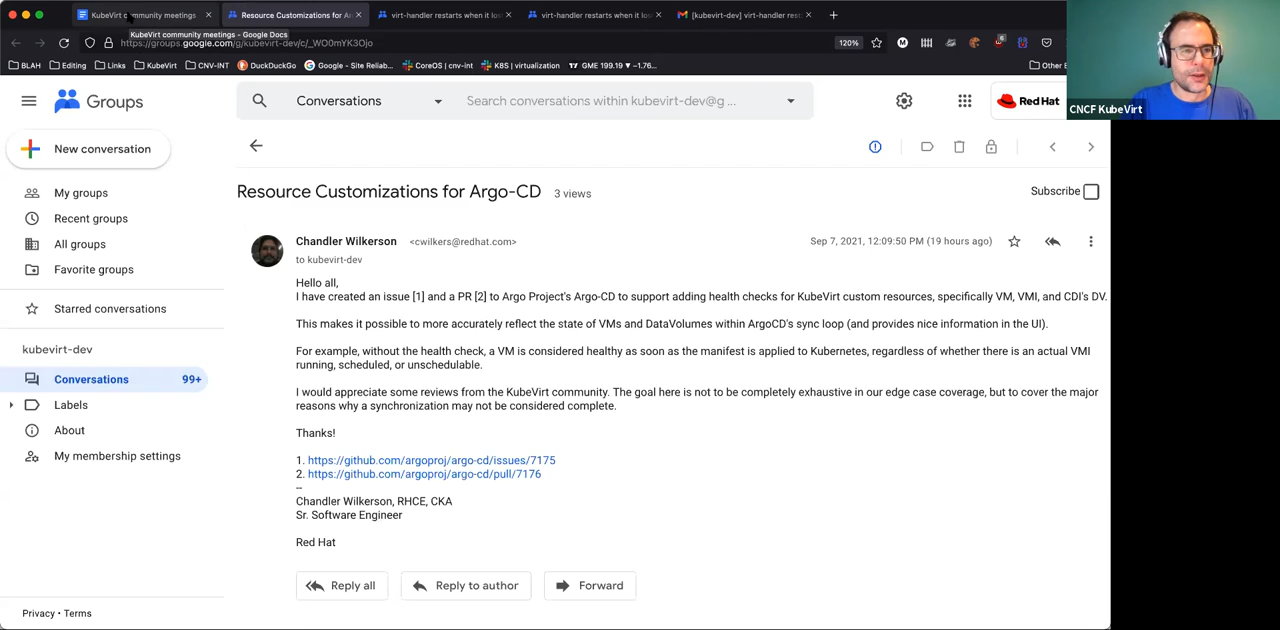 KubeVirt community meetings
Resource Customizations for Ar
virt-handler restarts when it los
virt-handler restarts when it los
[kubevirt-dev] virt-handler rest
KubeVirt community meetings - Google Docs
https://groups.google.com/g/kubevirt-dev/c/_WO0mYK3Ojo
120%
BLAH
Editing
Links
KubeVirt
CNV-INT
DuckDuckGo
Google - Site Reliab...
CoreOS | cnv-int
K8S | virtualization
GME 199.19 ▼ −1.76...
Other B
Groups
Conversations
Search conversations within kubevirt-dev@g ...
Red Hat
CNCF KubeVirt
New conversation
My groups
Recent groups
All groups
Favorite groups
Starred conversations
kubevirt-dev
Conversations 99+
Labels
About
My membership settings
Privacy • Terms
Resource Customizations for Argo-CD 3 views
Subscribe
Chandler Wilkerson <cwilkers@redhat.com>
Sep 7, 2021, 12:09:50 PM (19 hours ago)
to kubevirt-dev
Hello all,
I have created an issue [1] and a PR [2] to Argo Project's Argo-CD to support adding health checks for KubeVirt custom resources, specifically VM, VMI, and CDI's DV.
This makes it possible to more accurately reflect the state of VMs and DataVolumes within ArgoCD's sync loop (and provides nice information in the UI).
For example, without the health check, a VM is considered healthy as soon as the manifest is applied to Kubernetes, regardless of whether there is an actual VMI
running, scheduled, or unschedulable.
I would appreciate some reviews from the KubeVirt community. The goal here is not to be completely exhaustive in our edge case coverage, but to cover the major
reasons why a synchronization may not be considered complete.
Thanks!
1. https://github.com/argoproj/argo-cd/issues/7175
2. https://github.com/argoproj/argo-cd/pull/7176
--
Chandler Wilkerson, RHCE, CKA
Sr. Software Engineer
Red Hat
Reply all
Reply to author
Forward